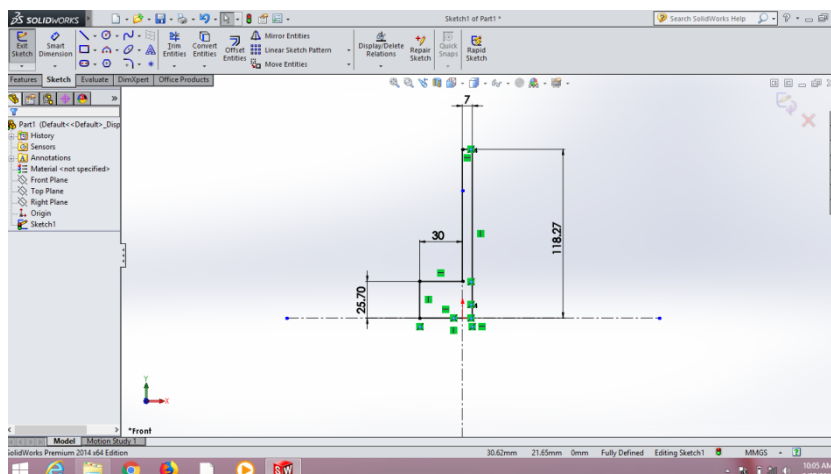 SOLIDWORKS
Sketch1 of Part1 *
Search SolidWorks Help
Exit Sketch
Smart Dimension
Trim Entities
Convert Entities
Offset Entities
Mirror Entities
Linear Sketch Pattern
Move Entities
Display/Delete Relations
Repair Sketch
Quick Snaps
Rapid Sketch
Features Sketch Evaluate DimXpert Office Products
Part1 (Default<<Default>_Disp
History
Sensors
Annotations
Material <not specified>
Front Plane
Top Plane
Right Plane
Origin
Sketch1
7
30
118.27
25.70
Y
X
*Front
Model Motion Study 1
SolidWorks Premium 2014 x64 Edition
30.62mm 21.65mm 0mm Fully Defined Editing Sketch1 MMGS
10:05 AM